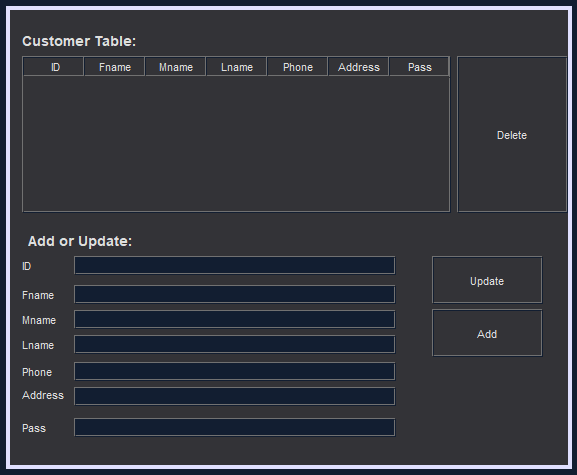 Customer Table:
ID Fname Mname Lname Phone Address Pass
Delete
Add or Update:
ID
Update
Fname
Mname
Add
Lname
Phone
Address
Pass